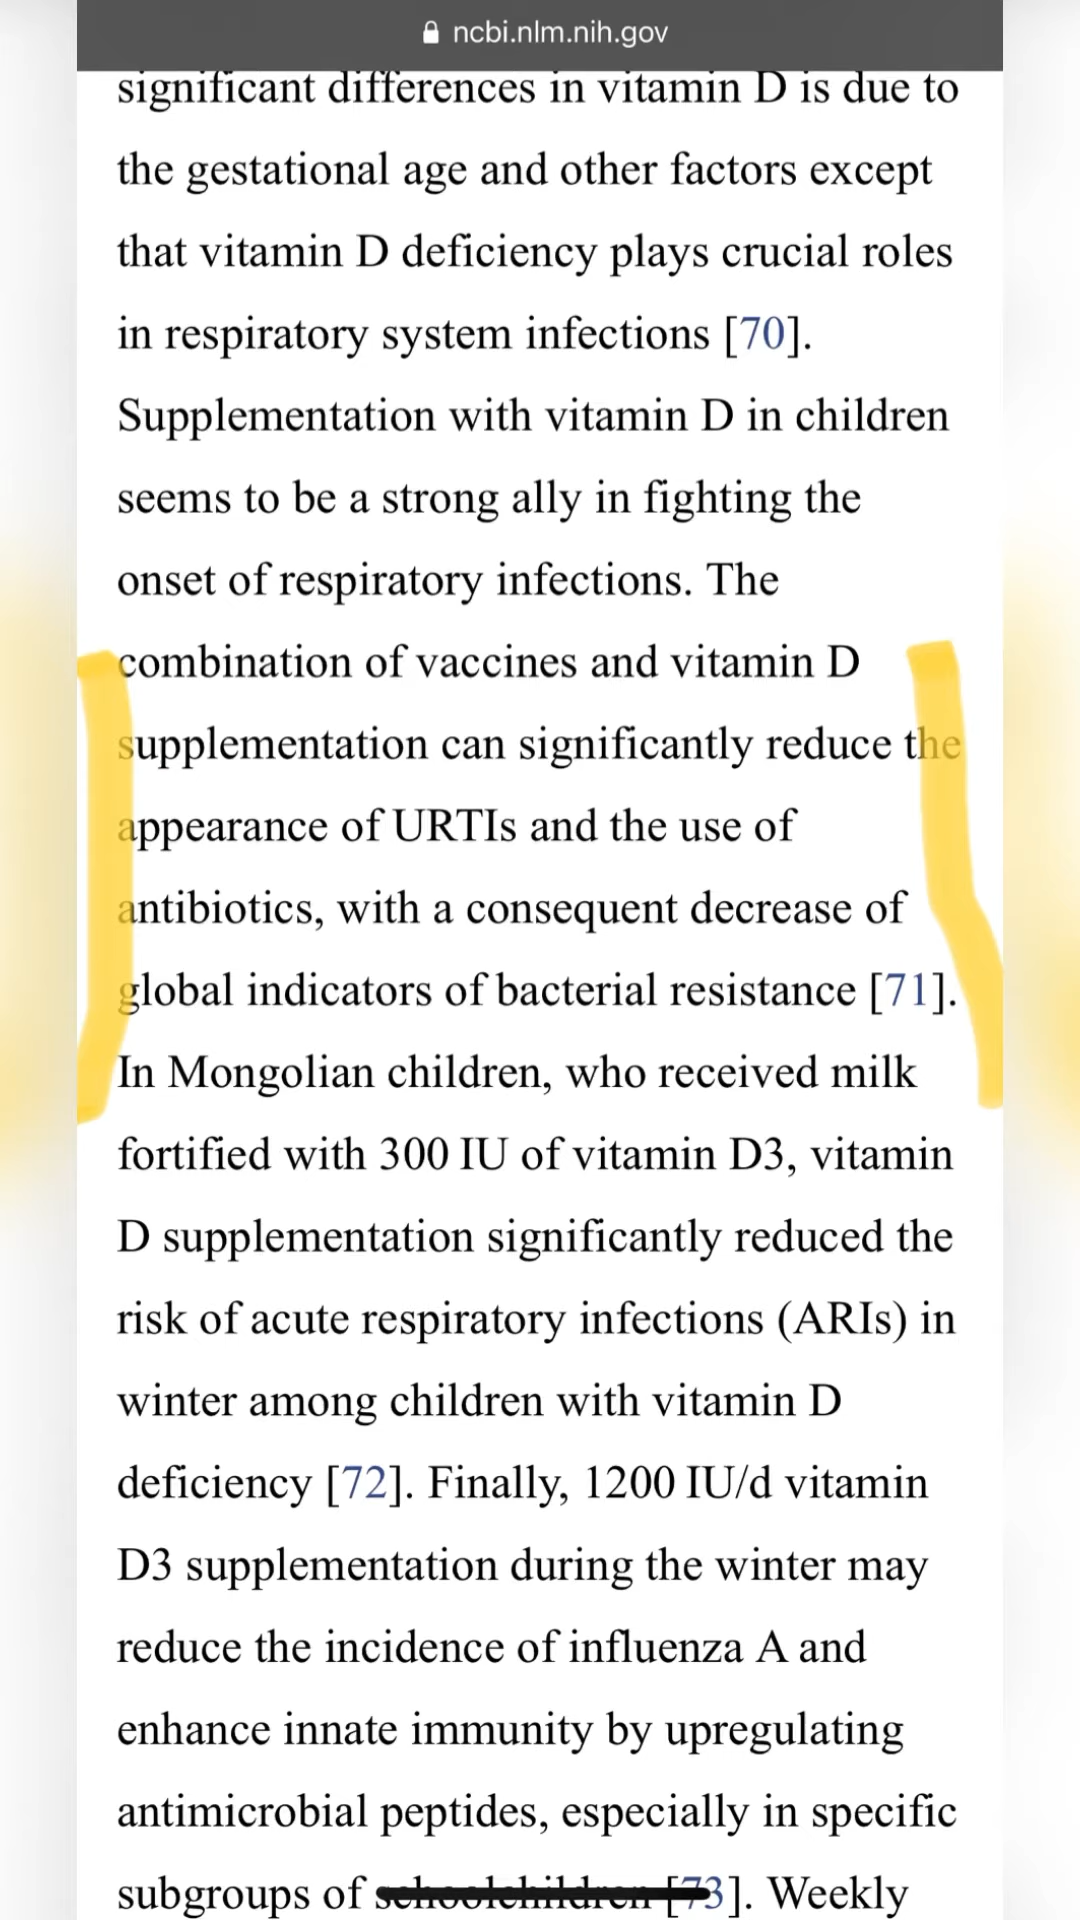 ncbi.nlm.nih.gov
significant differences in vitamin D is due to
the gestational age and other factors except
that vitamin D deficiency plays crucial roles
in respiratory system infections [70].
Supplementation with vitamin D in children
seems to be a strong ally in fighting the
onset of respiratory infections. The
combination of vaccines and vitamin D
supplementation can significantly reduce the
appearance of URTIs and the use of
antibiotics, with a consequent decrease of
global indicators of bacterial resistance [71].
In Mongolian children, who received milk
fortified with 300 IU of vitamin D3, vitamin
D supplementation significantly reduced the
risk of acute respiratory infections (ARIs) in
winter among children with vitamin D
deficiency [72]. Finally, 1200 IU/d vitamin
D3 supplementation during the winter may
reduce the incidence of influenza A and
enhance innate immunity by upregulating
antimicrobial peptides, especially in specific
subgroups of schoolchildren [73]. Weekly